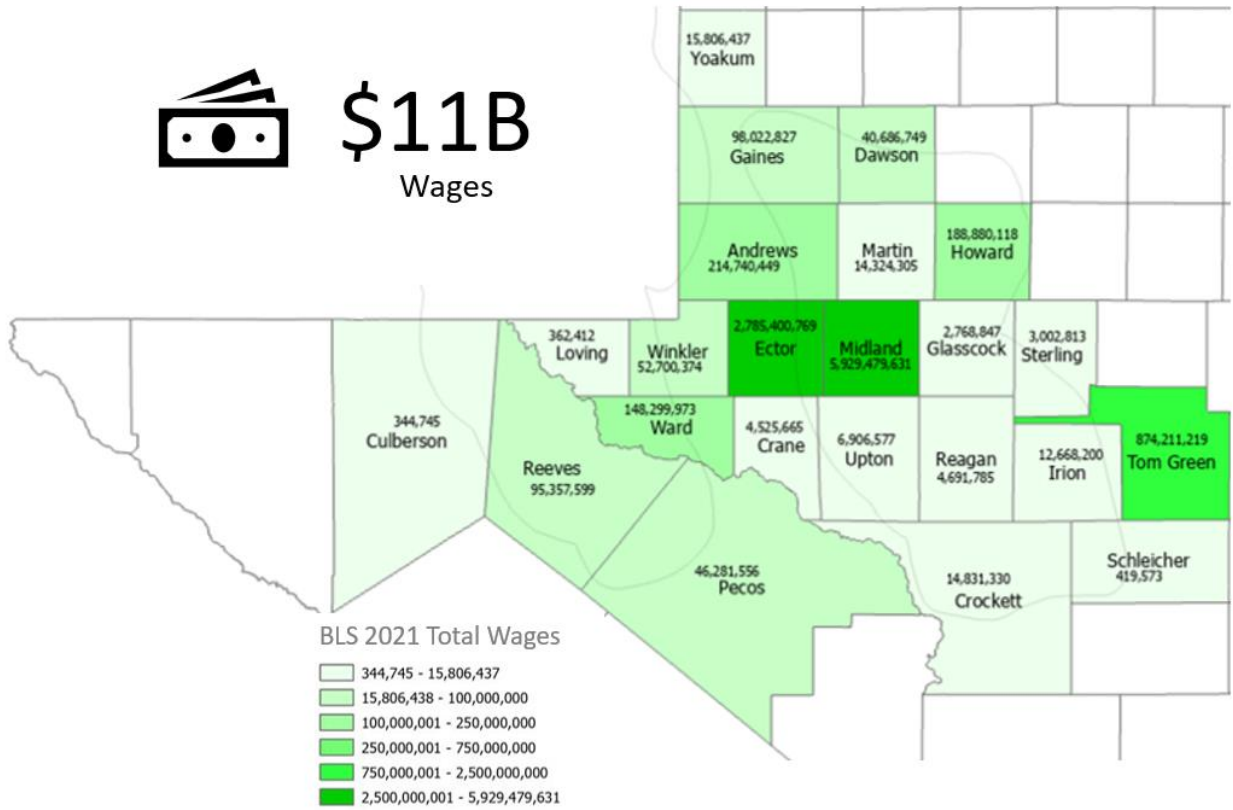 $11B
Wages
15,806,437
Yoakum
98,022,827
Gaines
40,686,749
Dawson
Andrews
214,740,449
Martin
14,324,305
188,880,118
Howard
362,412
Loving
Winkler
52,700,374
2,785,400,769
Ector
Midland
5,929,479,631
2,768,847
Glasscock
3,002,813
Sterling
344,745
Culberson
148,299,973
Ward
Reeves
95,357,599
4,525,665
Crane
6,906,577
Upton
Reagan
4,691,785
12,668,200
Irion
874,211,219
Tom Green
46,281,556
Pecos
14,831,330
Crockett
Schleicher
419,573
BLS 2021 Total Wages
344,745 - 15,806,437
15,806,438 - 100,000,000
100,000,001 - 250,000,000
250,000,001 - 750,000,000
750,000,001 - 2,500,000,000
2,500,000,001 - 5,929,479,631